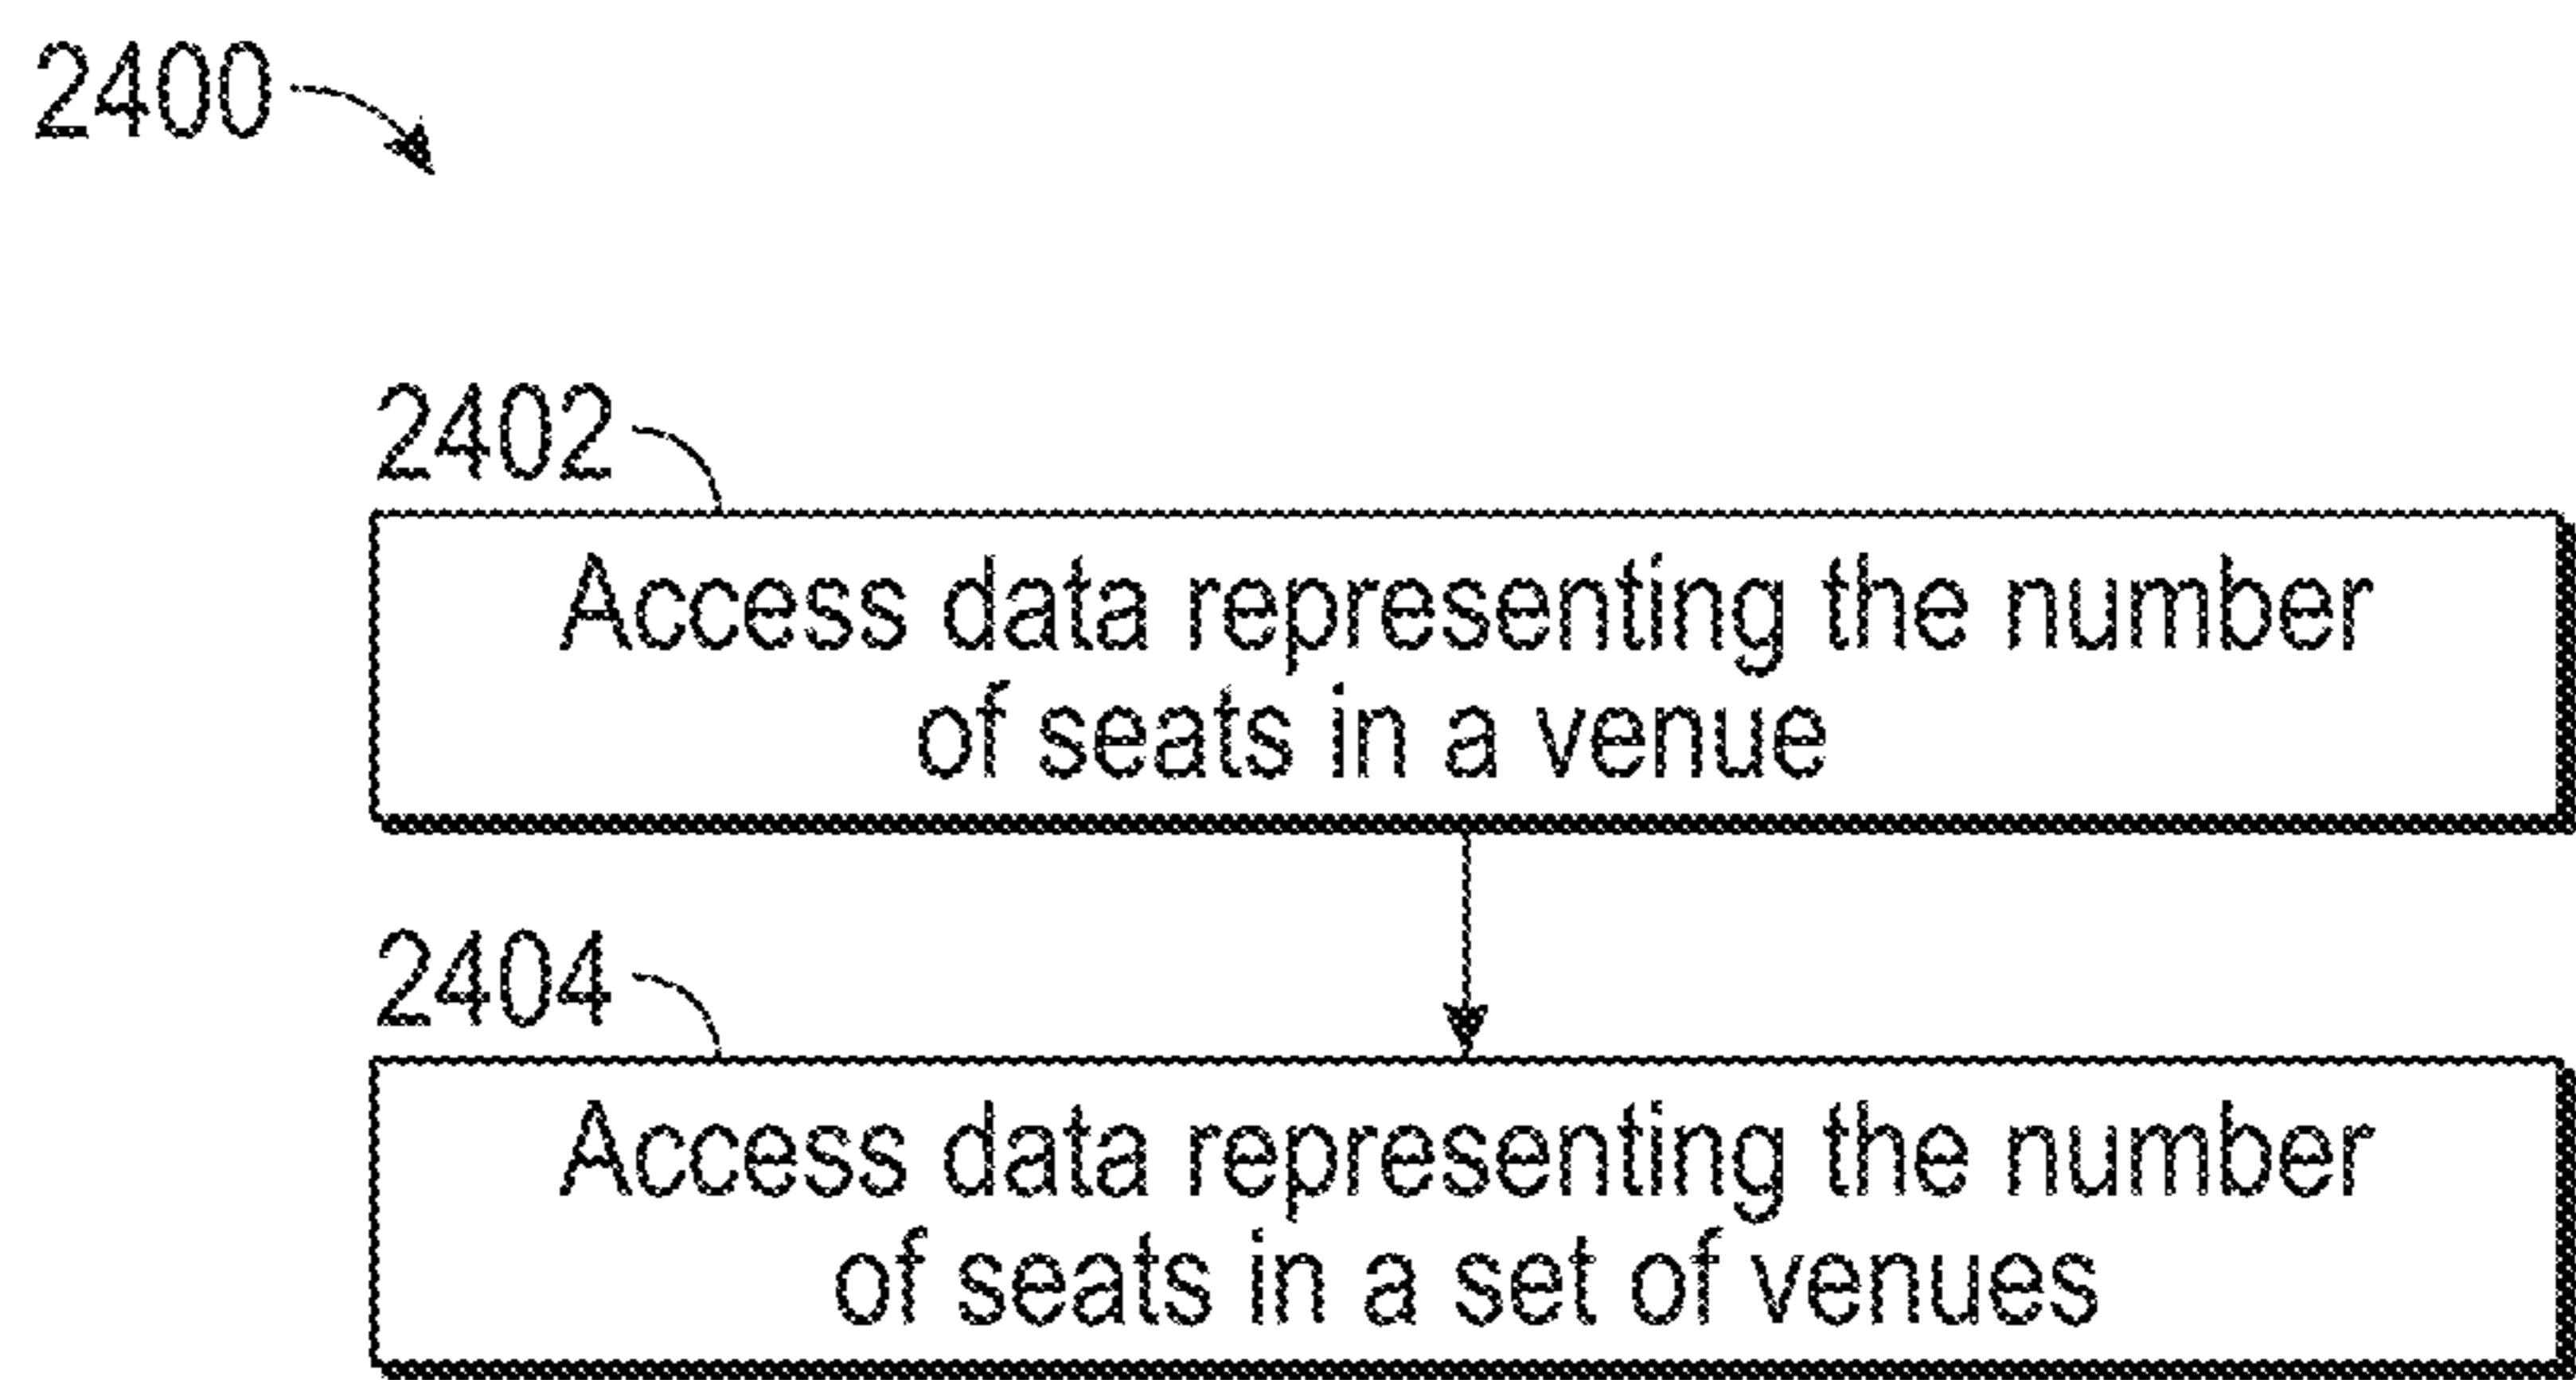 2400
2402
Access data representing the number
of seats in a venue
2404
Access data representing the number
of seats in a set of venues